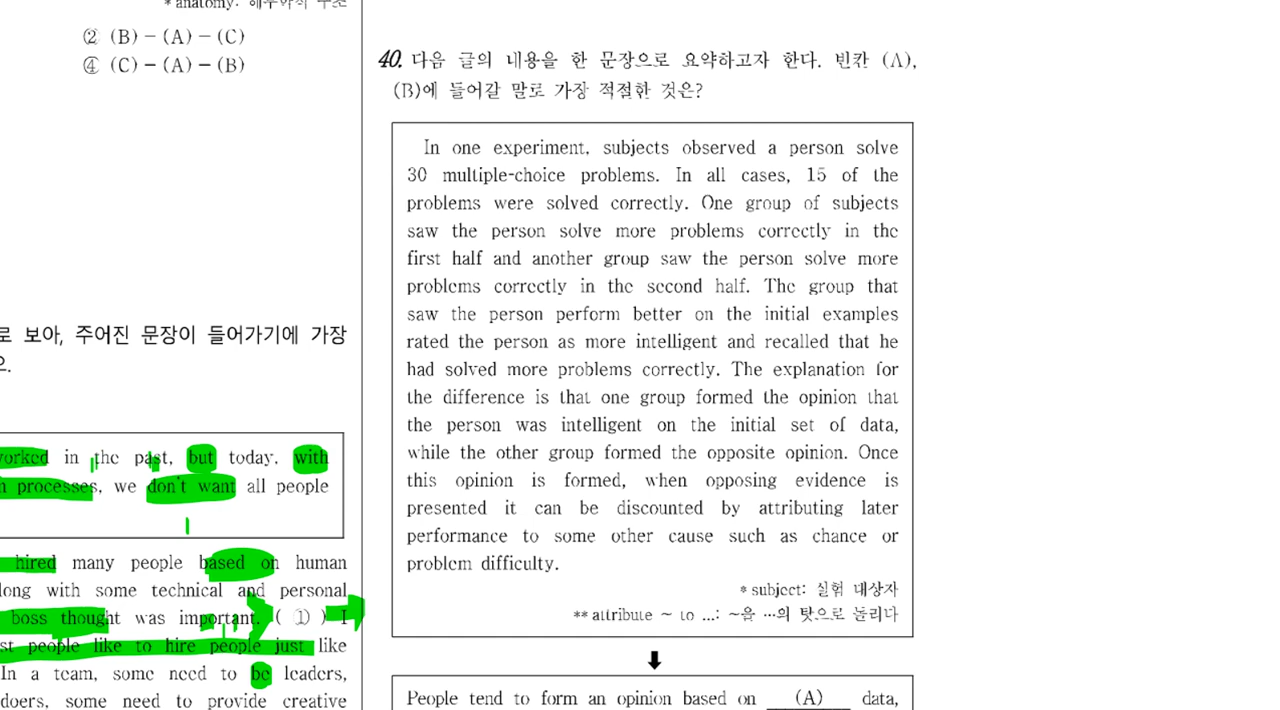 *anatomy: 해부학적 구조
② (B) - (A) - (C)
④ (C) - (A) - (B)
로 보아, 주어진 문장이 들어가기에 가장
오.
worked in the past, but today, with
processes, we don't want all people
hired many people based on human
long with some technical and personal
boss thought was important. ( ① ) I
st people like to hire people just like
In a team, some need to be leaders,
doers, some need to provide creative
40. 다음 글의 내용을 한 문장으로 요약하고자 한다. 빈칸 (A),
(B)에 들어갈 말로 가장 적절한 것은?
In one experiment, subjects observed a person solve
30 multiple-choice problems. In all cases, 15 of the
problems were solved correctly. One group of subjects
saw the person solve more problems correctly in the
first half and another group saw the person solve more
problems correctly in the second half. The group that
saw the person perform better on the initial examples
rated the person as more intelligent and recalled that he
had solved more problems correctly. The explanation for
the difference is that one group formed the opinion that
the person was intelligent on the initial set of data,
while the other group formed the opposite opinion. Once
this opinion is formed, when opposing evidence is
presented it can be discounted by attributing later
performance to some other cause such as chance or
problem difficulty.
* subject: 실험 대상자
** attribute ~ to ...: ~을 …의 탓으로 돌리다
People tend to form an opinion based on (A) data,